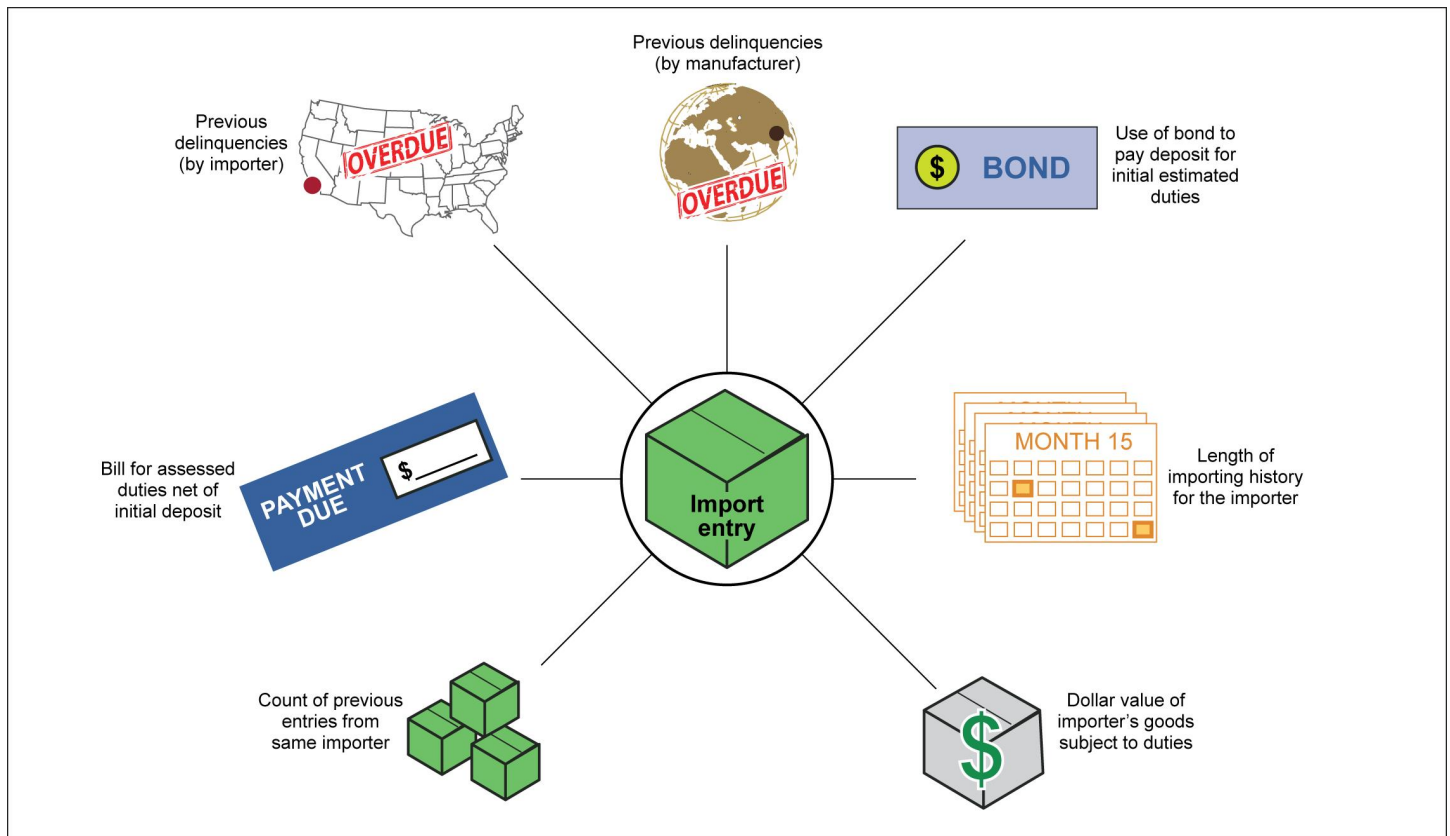 Previous delinquencies
(by manufacturer)
Previous
delinquencies
(by importer)
OVERDUE
OVERDUE
$ BOND
Use of bond to
pay deposit for
initial estimated
duties
Bill for assessed
duties net of
initial deposit
PAYMENT
DUE
$
Import
entry
MONTH
MONTH
MONTH
MONTH 15
Length of
importing history
for the importer
Count of previous
entries from
same importer
$
Dollar value of
importer's goods
subject to duties